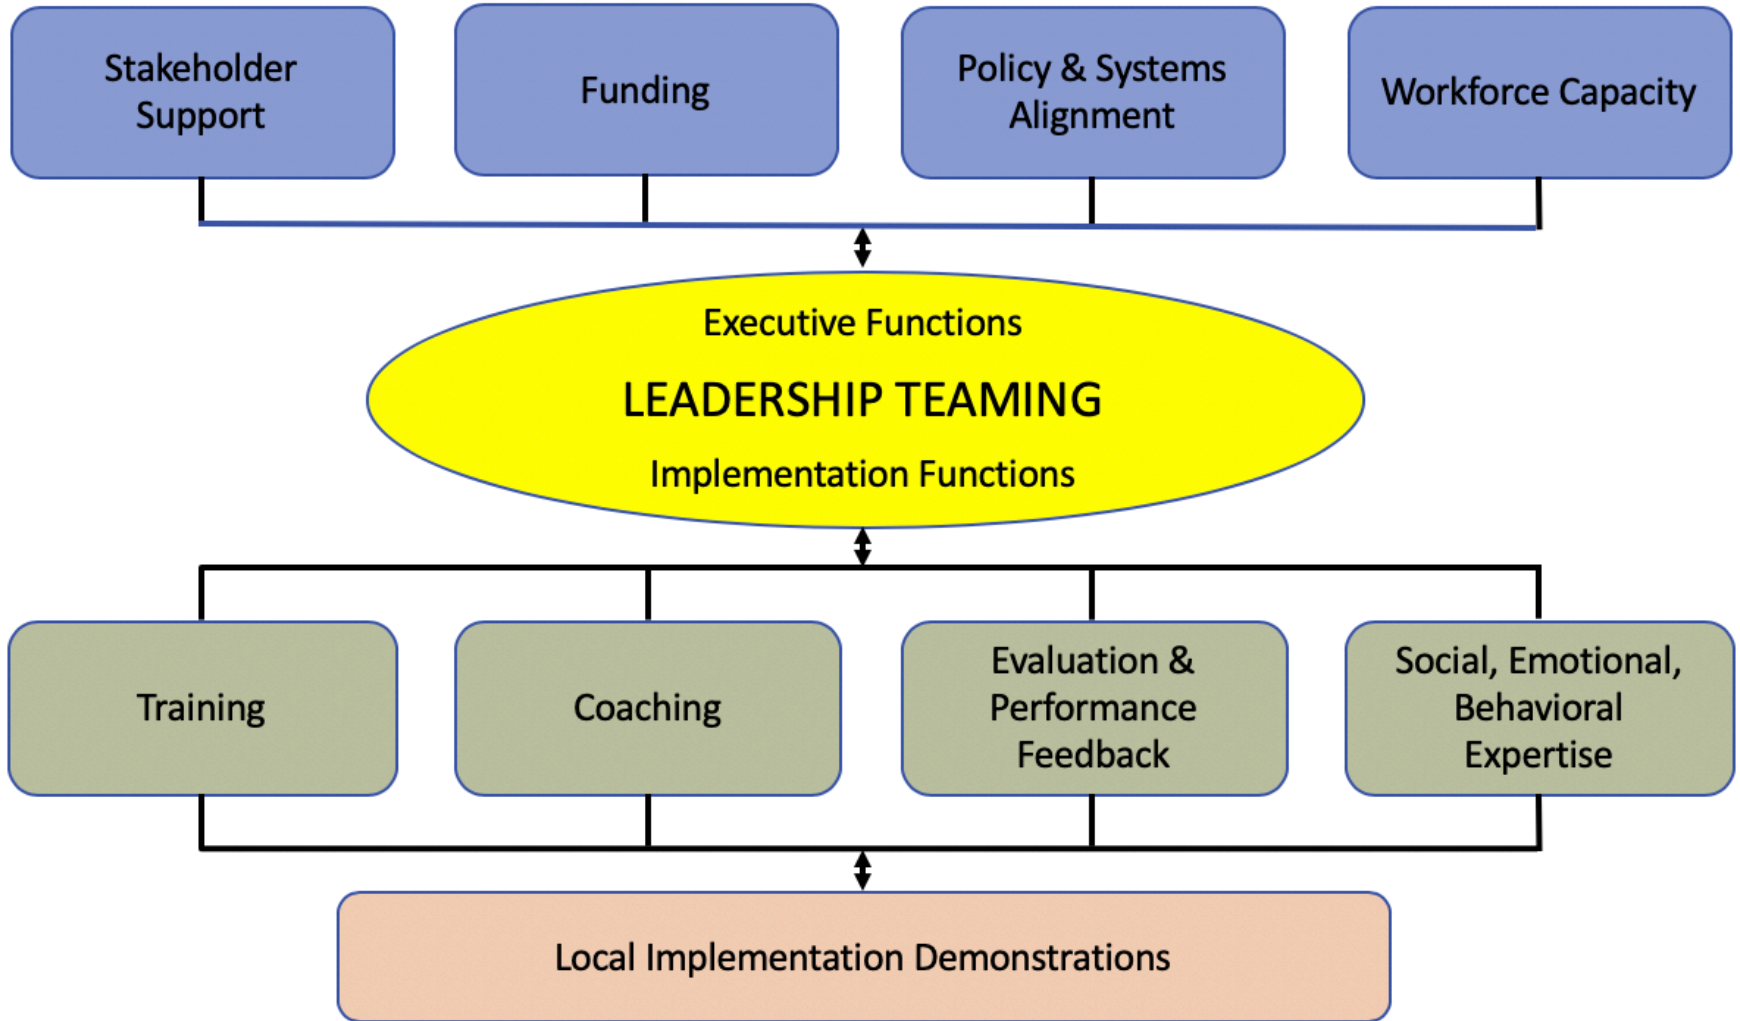 Stakeholder
Support
Funding
Policy & Systems
Alignment
Workforce Capacity
Executive Functions
LEADERSHIP TEAMING
Implementation Functions
Training
Coaching
Evaluation &
Performance
Feedback
Social, Emotional,
Behavioral
Expertise
Local Implementation Demonstrations